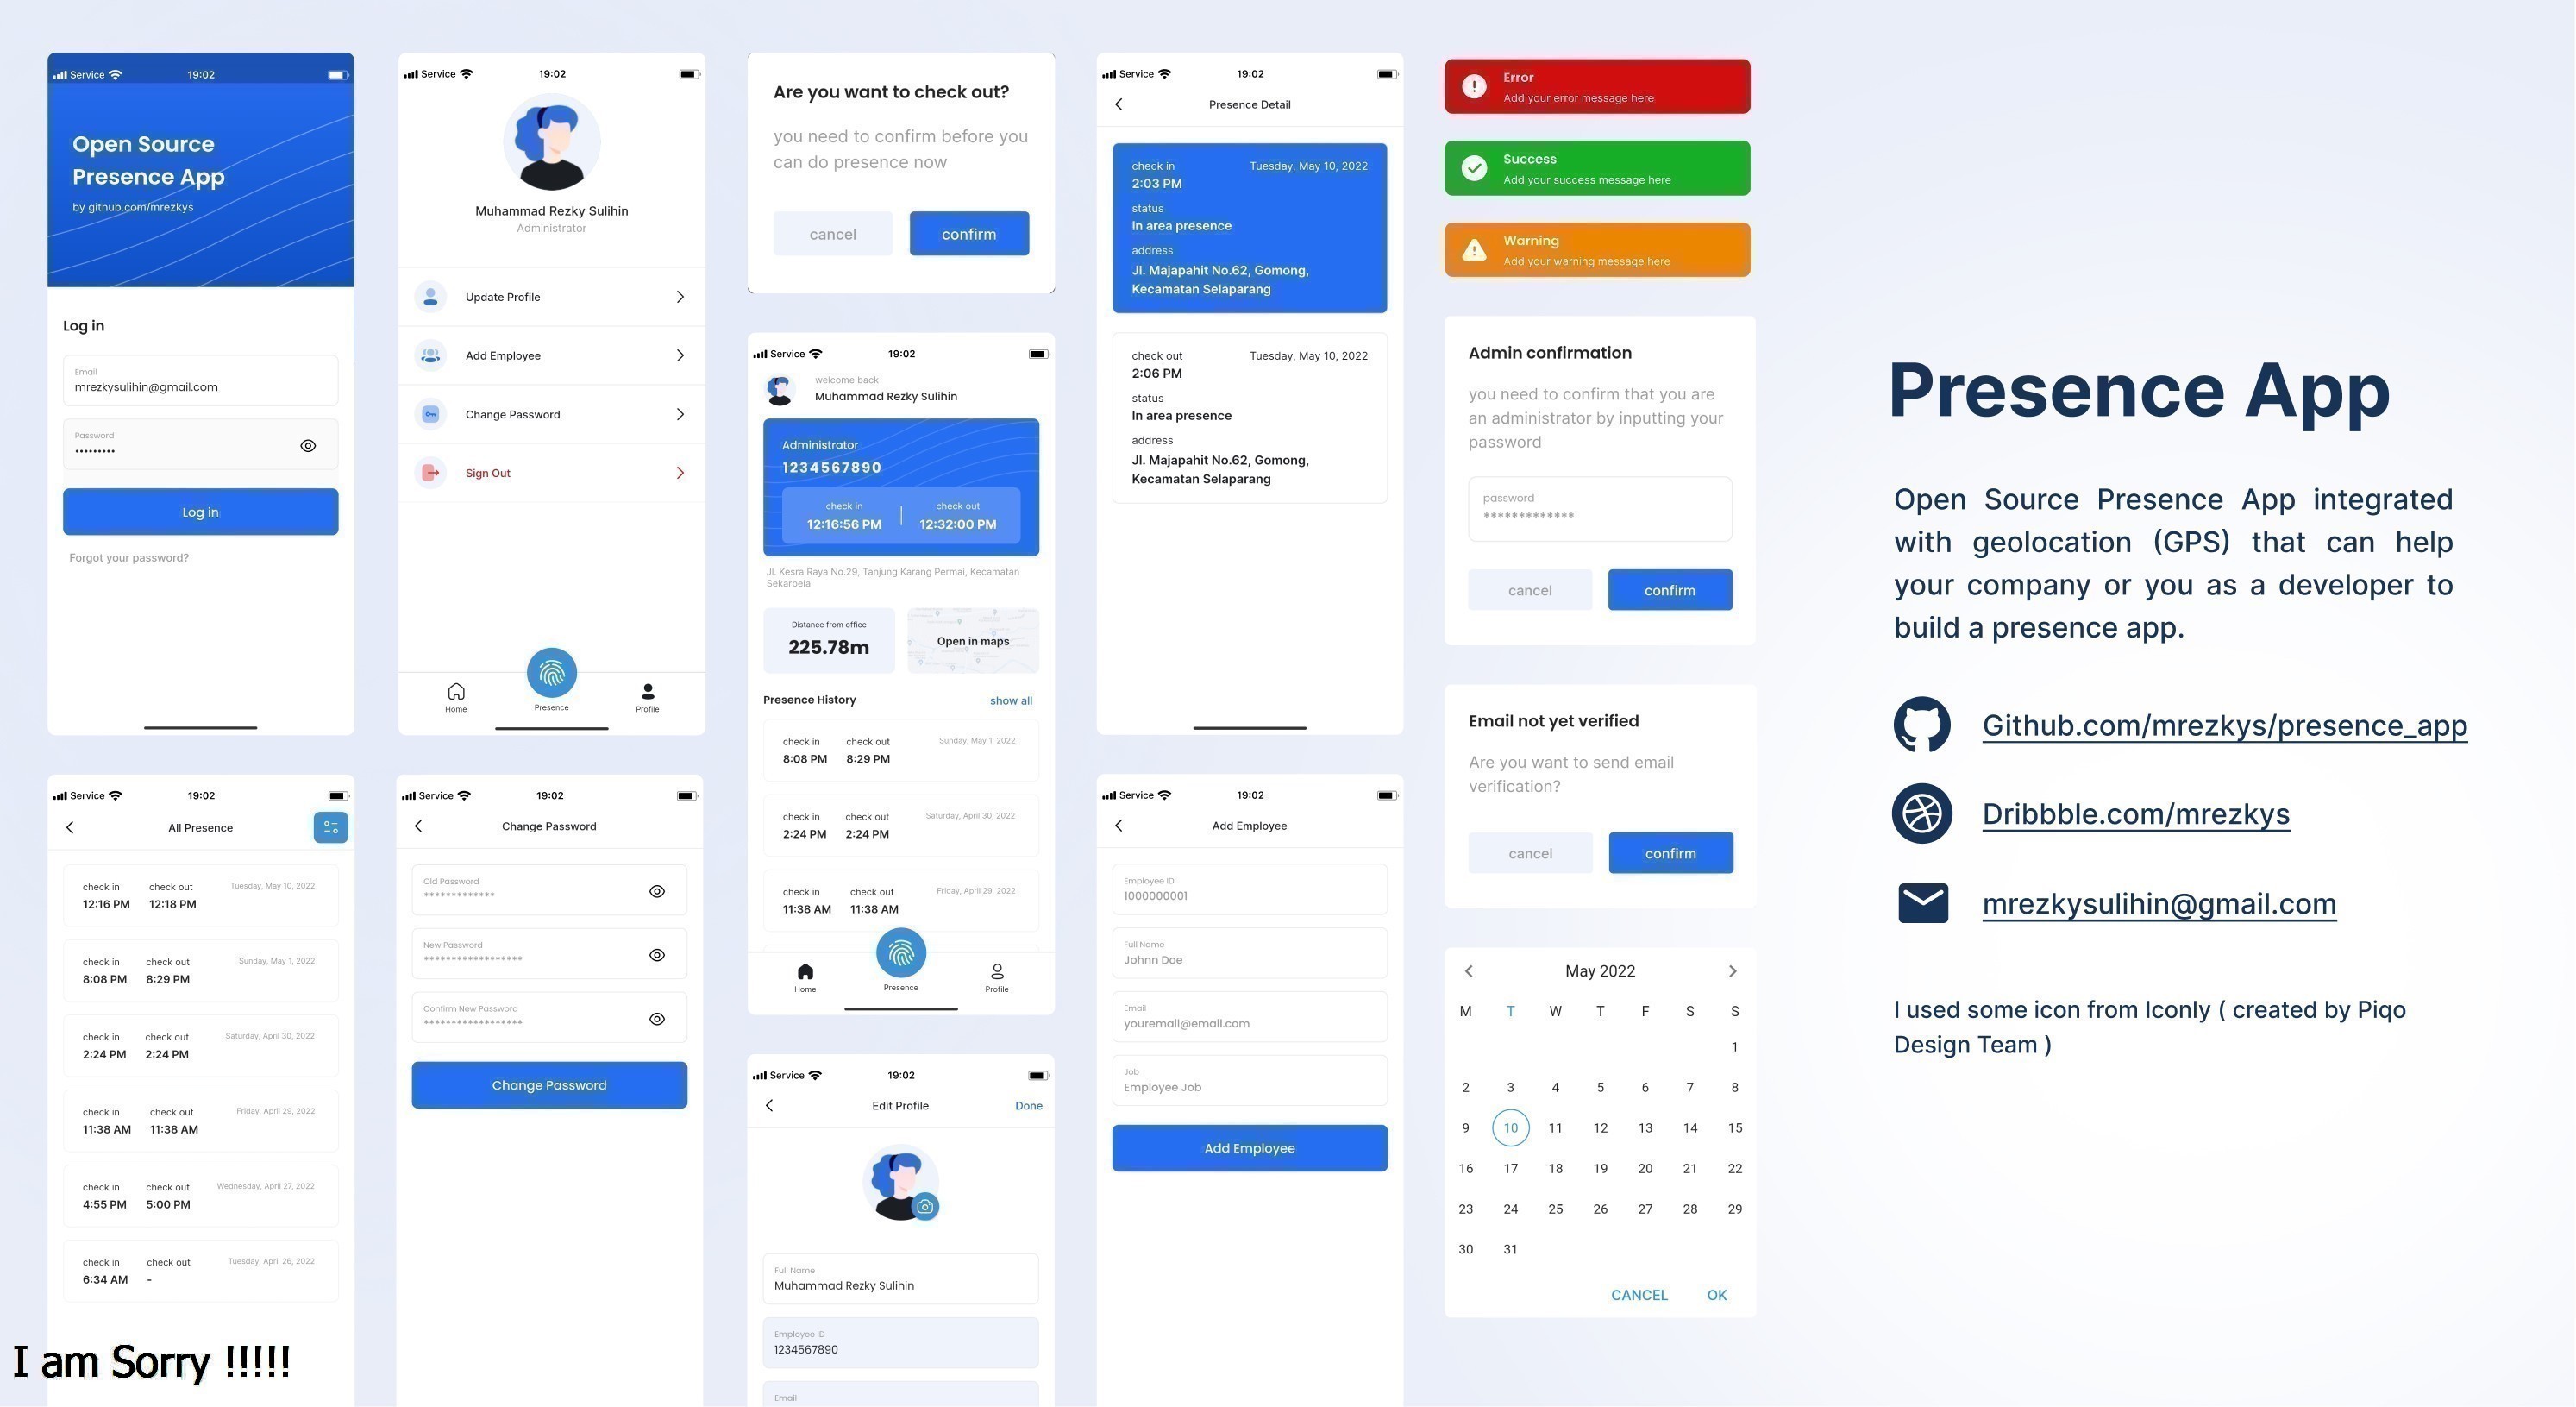 Service 19:02
Open Source
Presence App
by github.com/mrezkys
Log in
Email
mrezkysulihin@gmail.com
Password
•••••••••
Log in
Forgot your password?
Service 19:02
All Presence
check in check out Tuesday, May 10, 2022
12:16 PM 12:18 PM
check in check out Sunday, May 1, 2022
8:08 PM 8:29 PM
check in check out Saturday, April 30, 2022
2:24 PM 2:24 PM
check in check out Friday, April 29, 2022
11:38 AM 11:38 AM
check in check out Wednesday, April 27, 2022
4:55 PM 5:00 PM
check in check out Tuesday, April 26, 2022
6:34 AM -
I am Sorry !!!!!
Service 19:02
Muhammad Rezky Sulihin
Administrator
Update Profile
Add Employee
Change Password
Sign Out
Home Presence Profile
Service 19:02
Change Password
Old Password
*************
New Password
******************
Confirm New Password
******************
Change Password
Are you want to check out?
you need to confirm before you
can do presence now
cancel confirm
Service 19:02
welcome back
Muhammad Rezky Sulihin
Administrator
1234567890
check in check out
12:16:56 PM 12:32:00 PM
Jl. Kesra Raya No.29, Tanjung Karang Permai, Kecamatan
Sekarbela
Distance from office
225.78m
Open in maps
Presence History show all
check in check out Sunday, May 1, 2022
8:08 PM 8:29 PM
check in check out Saturday, April 30, 2022
2:24 PM 2:24 PM
check in check out Friday, April 29, 2022
11:38 AM 11:38 AM
Home Presence Profile
Service 19:02
Edit Profile Done
Full Name
Muhammad Rezky Sulihin
Employee ID
1234567890
Email
Service 19:02
Presence Detail
check in Tuesday, May 10, 2022
2:03 PM
status
In area presence
address
Jl. Majapahit No.62, Gomong,
Kecamatan Selaparang
check out Tuesday, May 10, 2022
2:06 PM
status
In area presence
address
Jl. Majapahit No.62, Gomong,
Kecamatan Selaparang
Service 19:02
Add Employee
Employee ID
1000000001
Full Name
Johnn Doe
Email
youremail@email.com
Job
Employee Job
Add Employee
Error
Add your error message here
Success
Add your success message here
Warning
Add your warning message here
Admin confirmation
you need to confirm that you are
an administrator by inputting your
password
password
*************
cancel confirm
Email not yet verified
Are you want to send email
verification?
cancel confirm
May 2022
M T W T F S S
1
2 3 4 5 6 7 8
9 10 11 12 13 14 15
16 17 18 19 20 21 22
23 24 25 26 27 28 29
30 31
CANCEL OK
Presence App
Open Source Presence App integrated
with geolocation (GPS) that can help
your company or you as a developer to
build a presence app.
Github.com/mrezkys/presence_app
Dribbble.com/mrezkys
mrezkysulihin@gmail.com
I used some icon from Iconly ( created by Piqo
Design Team )